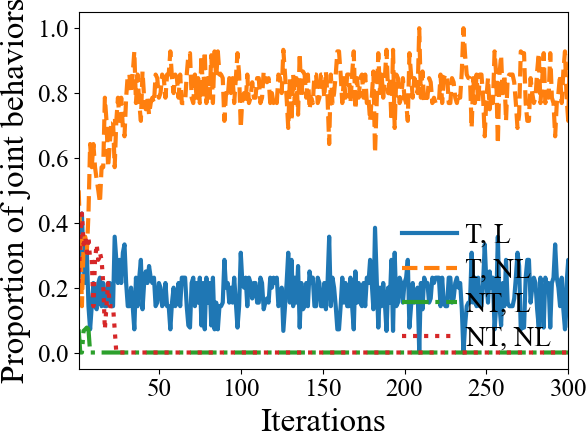 Proportion of joint behaviors
1.0
0.8
0.6
0.4
0.2
0.0
T, L
T, NL
NT, L
NT, NL
50
100
150
200
250
300
Iterations